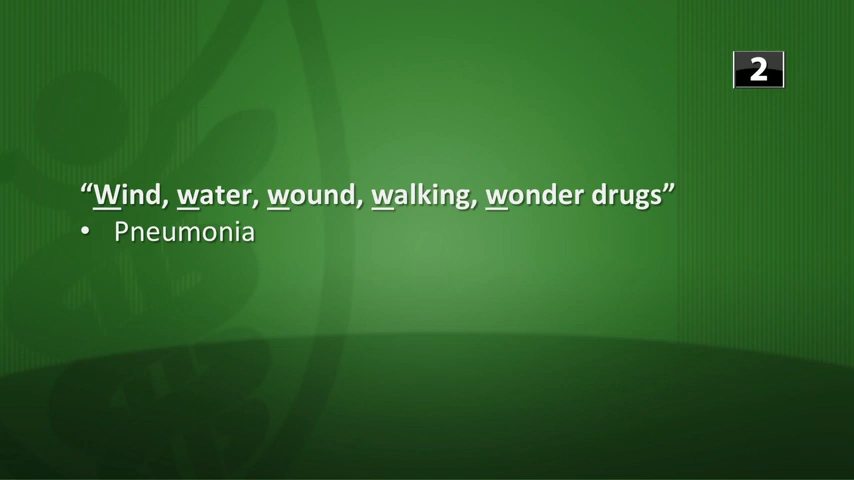 2
“Wind, water, wound, walking, wonder drugs”
• Pneumonia